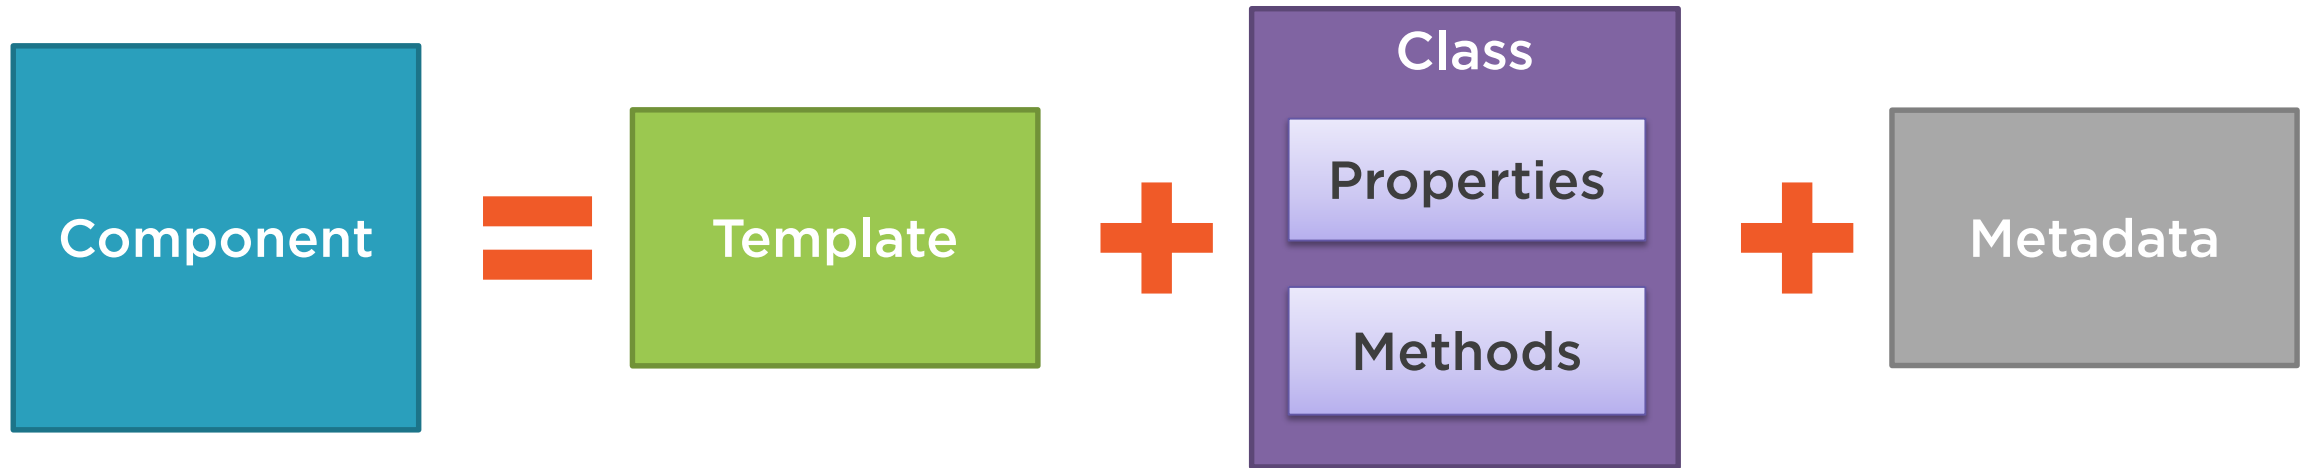 Component
Template
Class
Properties
Methods
Metadata